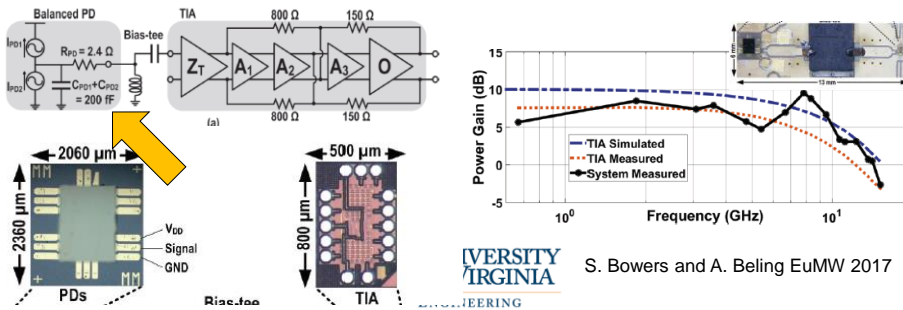 Balanced PD
Bias-tee
TIA
800 Ω
150 Ω
I_PD1
R_PD = 2.4 Ω
I_PD2
C_PD1+C_PD2
= 200 fF
Z_T
A_1
A_2
A_3
O
800 Ω
150 Ω
(a)
2060 µm
2360 µm
MM
+
V_DD
Signal
GND
+
MM
PDs
500 µm
800 µm
TIA
Bias-tee
6 mm
13 mm
Power Gain (dB)
15
10
5
0
-5
TIA Simulated
TIA Measured
System Measured
10^0
Frequency (GHz)
10^1
IVERSITY
VIRGINIA
ENGINEERING
S. Bowers and A. Beling EuMW 2017